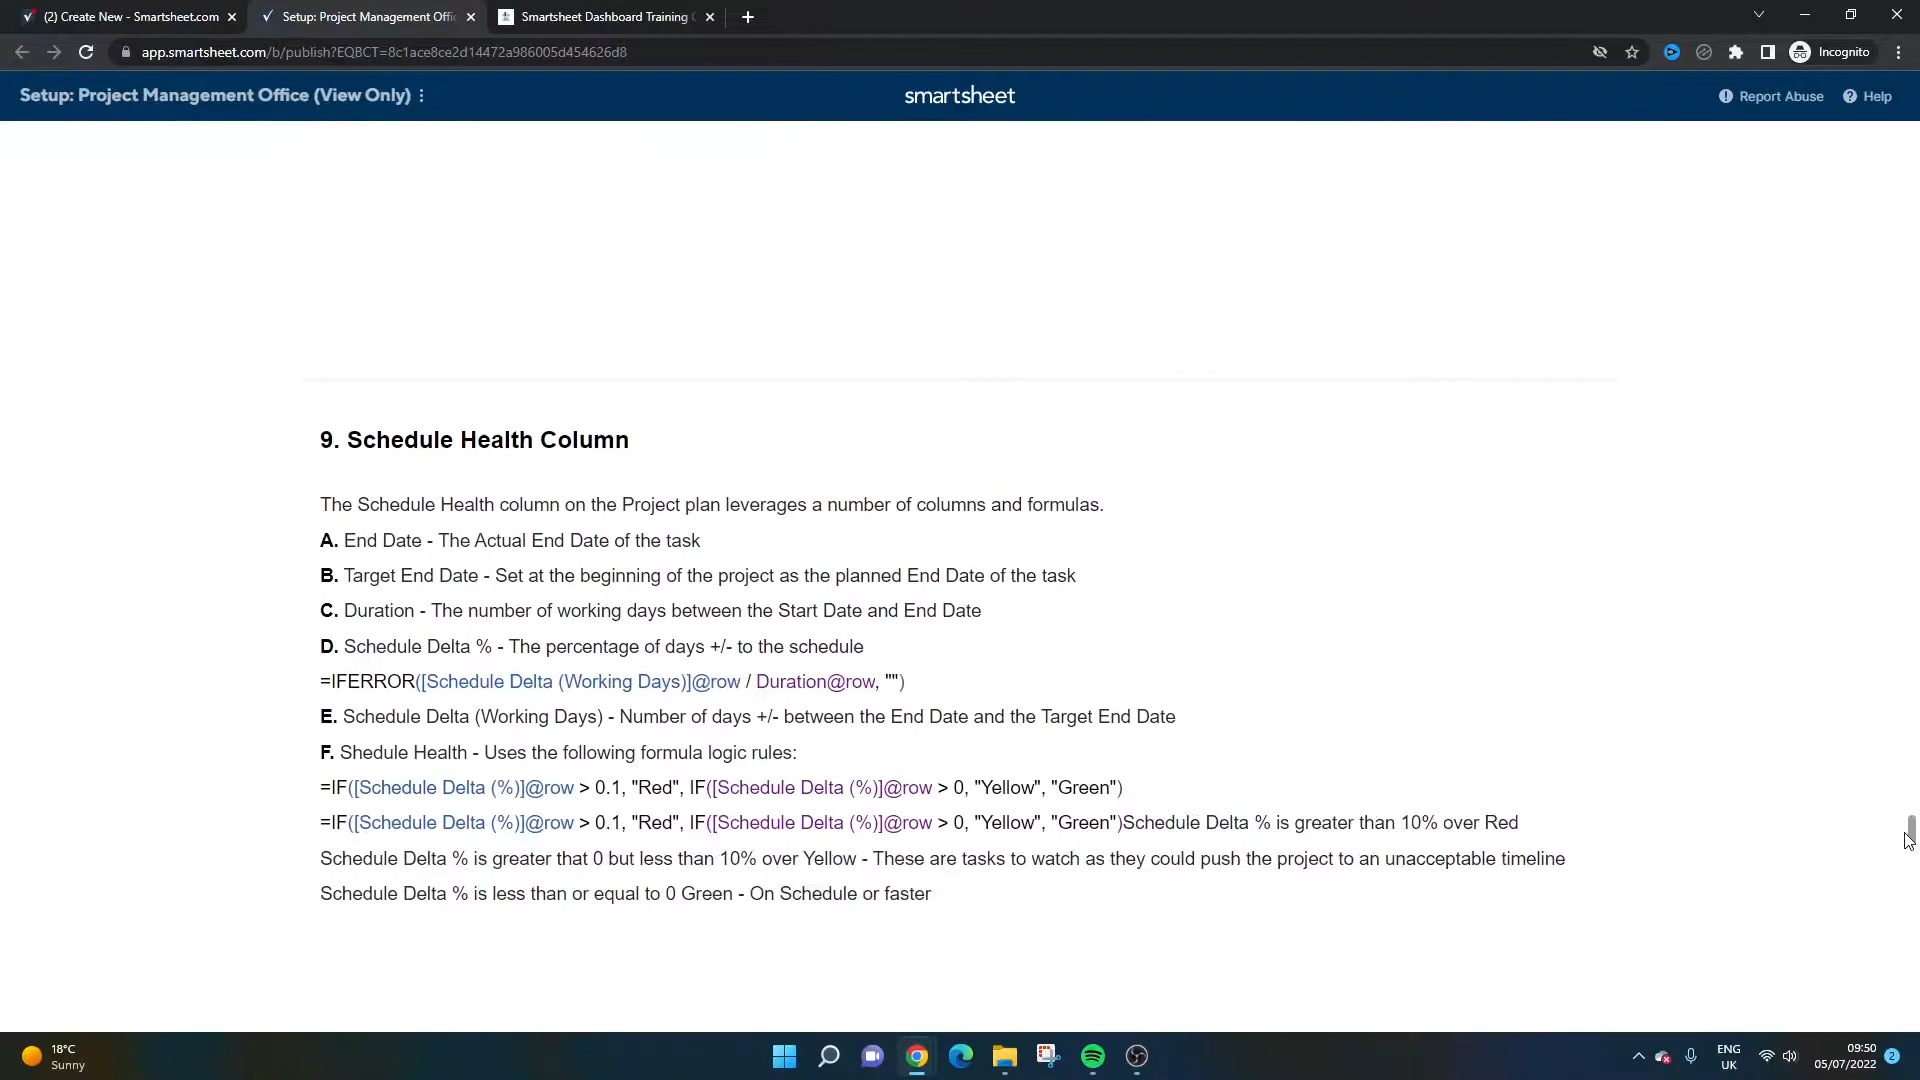 (2) Create New - Smartsheet.com
Setup: Project Management Offi
Smartsheet Dashboard Training
app.smartsheet.com/b/publish?EQBCT=8c1ace8ce2d14472a986005d454626d8
Incognito
Setup: Project Management Office (View Only)
smartsheet
Report Abuse
Help
9. Schedule Health Column
The Schedule Health column on the Project plan leverages a number of columns and formulas.
A. End Date - The Actual End Date of the task
B. Target End Date - Set at the beginning of the project as the planned End Date of the task
C. Duration - The number of working days between the Start Date and End Date
D. Schedule Delta % - The percentage of days +/- to the schedule
=IFERROR([Schedule Delta (Working Days)]@row / Duration@row, "")
E. Schedule Delta (Working Days) - Number of days +/- between the End Date and the Target End Date
F. Shedule Health - Uses the following formula logic rules:
=IF([Schedule Delta (%)]@row > 0.1, "Red", IF([Schedule Delta (%)]@row > 0, "Yellow", "Green")
=IF([Schedule Delta (%)]@row > 0.1, "Red", IF([Schedule Delta (%)]@row > 0, "Yellow", "Green")Schedule Delta % is greater than 10% over Red
Schedule Delta % is greater that 0 but less than 10% over Yellow - These are tasks to watch as they could push the project to an unacceptable timeline
Schedule Delta % is less than or equal to 0 Green - On Schedule or faster
18°C
Sunny
ENG
UK
09:50
05/07/2022
2